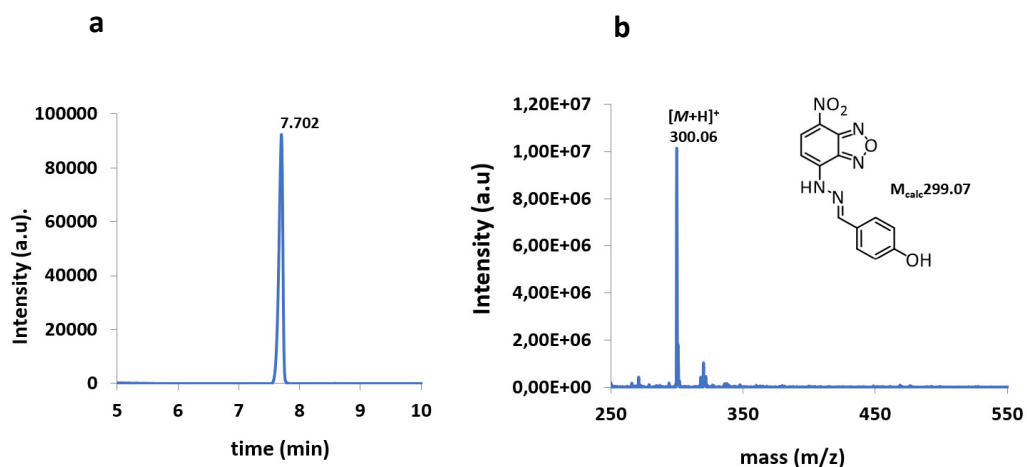 a
100000
80000
60000
40000
20000
0
Intensity (a.u).
7.702
5 6 7 8 9 10
time (min)
b
1,20E+07
1,00E+07
8,00E+06
6,00E+06
4,00E+06
2,00E+06
0,00E+00
Intensity (a.u)
[M+H]+
300.06
NO2
N
O
N
HN
N
OH
Mcalc299.07
250 350 450 550
mass (m/z)